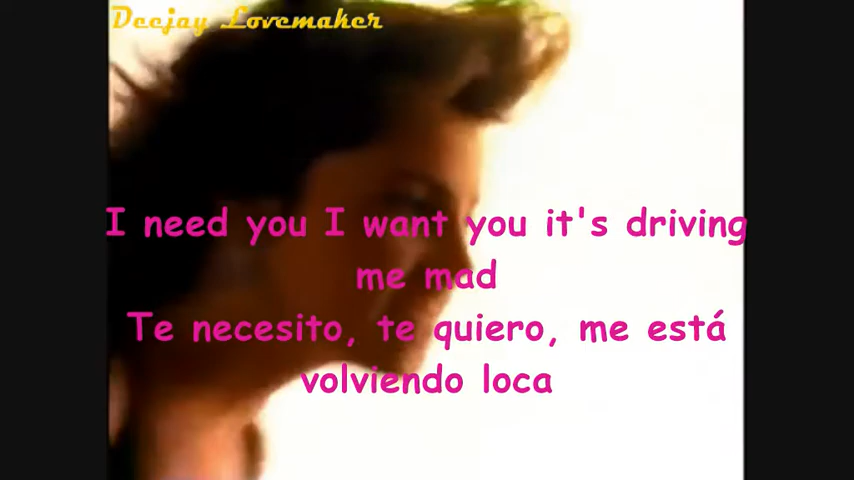 Deejay Lovemaker
I need you I want you it's driving
me mad
Te necesito, te quiero, me está
volviendo loca